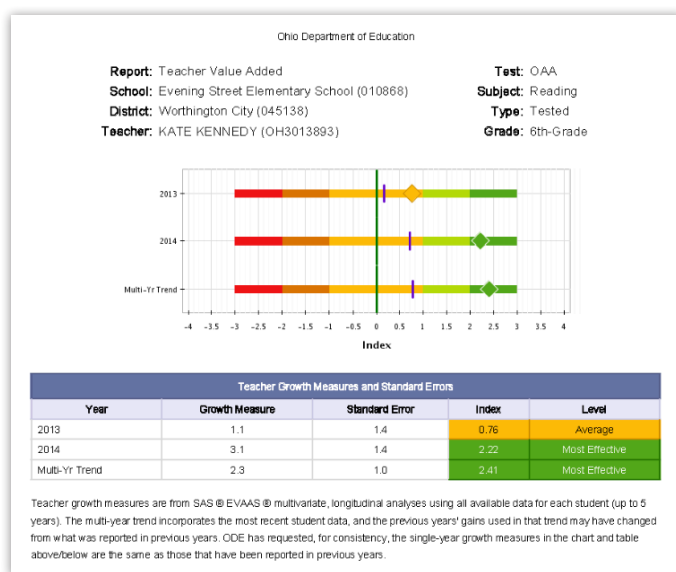 Ohio Department of Education
Report: Teacher Value Added
Test: OAA
School: Evening Street Elementary School (010868)
Subject: Reading
District: Worthington City (045138)
Type: Tested
Teacher: KATE KENNEDY (OH3013893)
Grade: 6th-Grade
2013
2014
Multi-Yr Trend
-4 -3.5 -3 -2.5 -2 -1.5 -1 -0.5 0 0.5 1 1.5 2 2.5 3 3.5 4
Index
Teacher Growth Measures and Standard Errors
Year Growth Measure Standard Error Index Level
2013 1.1 1.4 0.76 Average
2014 3.1 1.4 2.22 Most Effective
Multi-Yr Trend 2.3 1.0 2.41 Most Effective
Teacher growth measures are from SAS ® EVAAS ® multivariate, longitudinal analyses using all available data for each student (up to 5
years). The multi-year trend incorporates the most recent student data, and the previous years' gains used in that trend may have changed
from what was reported in previous years. ODE has requested, for consistency, the single-year growth measures in the chart and table
above/below are the same as those that have been reported in previous years.